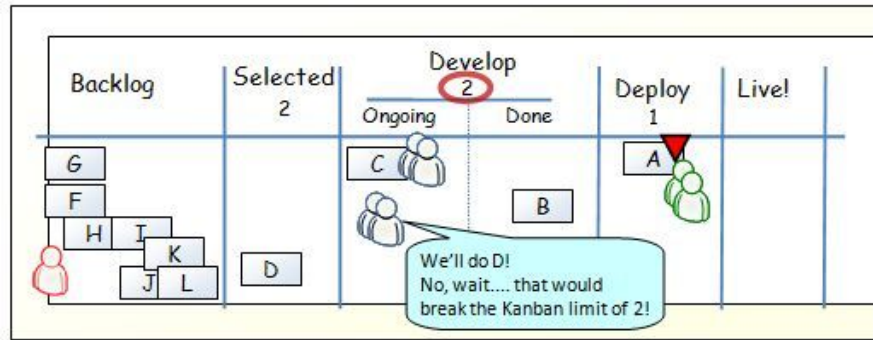 Backlog
Selected
2
Develop
2
Ongoing
Done
Deploy
1
Live!
G
F
H
I
K
J
L
D
C
B
A
We'll do D!
No, wait.... that would
break the Kanban limit of 2!